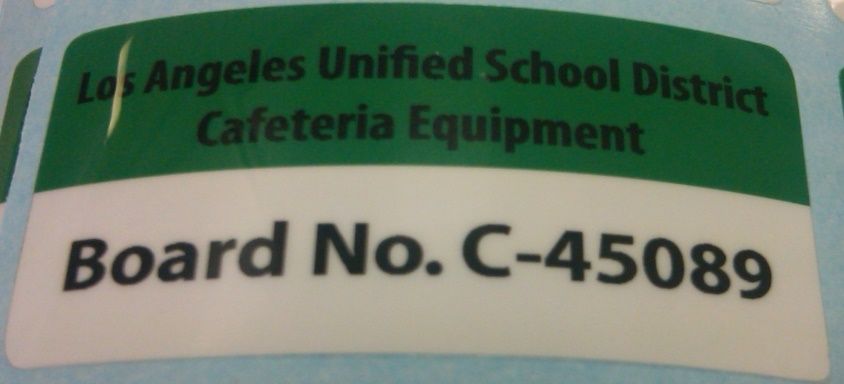 Los Angeles Unified School District
Cafeteria Equipment
Board No. C-45089